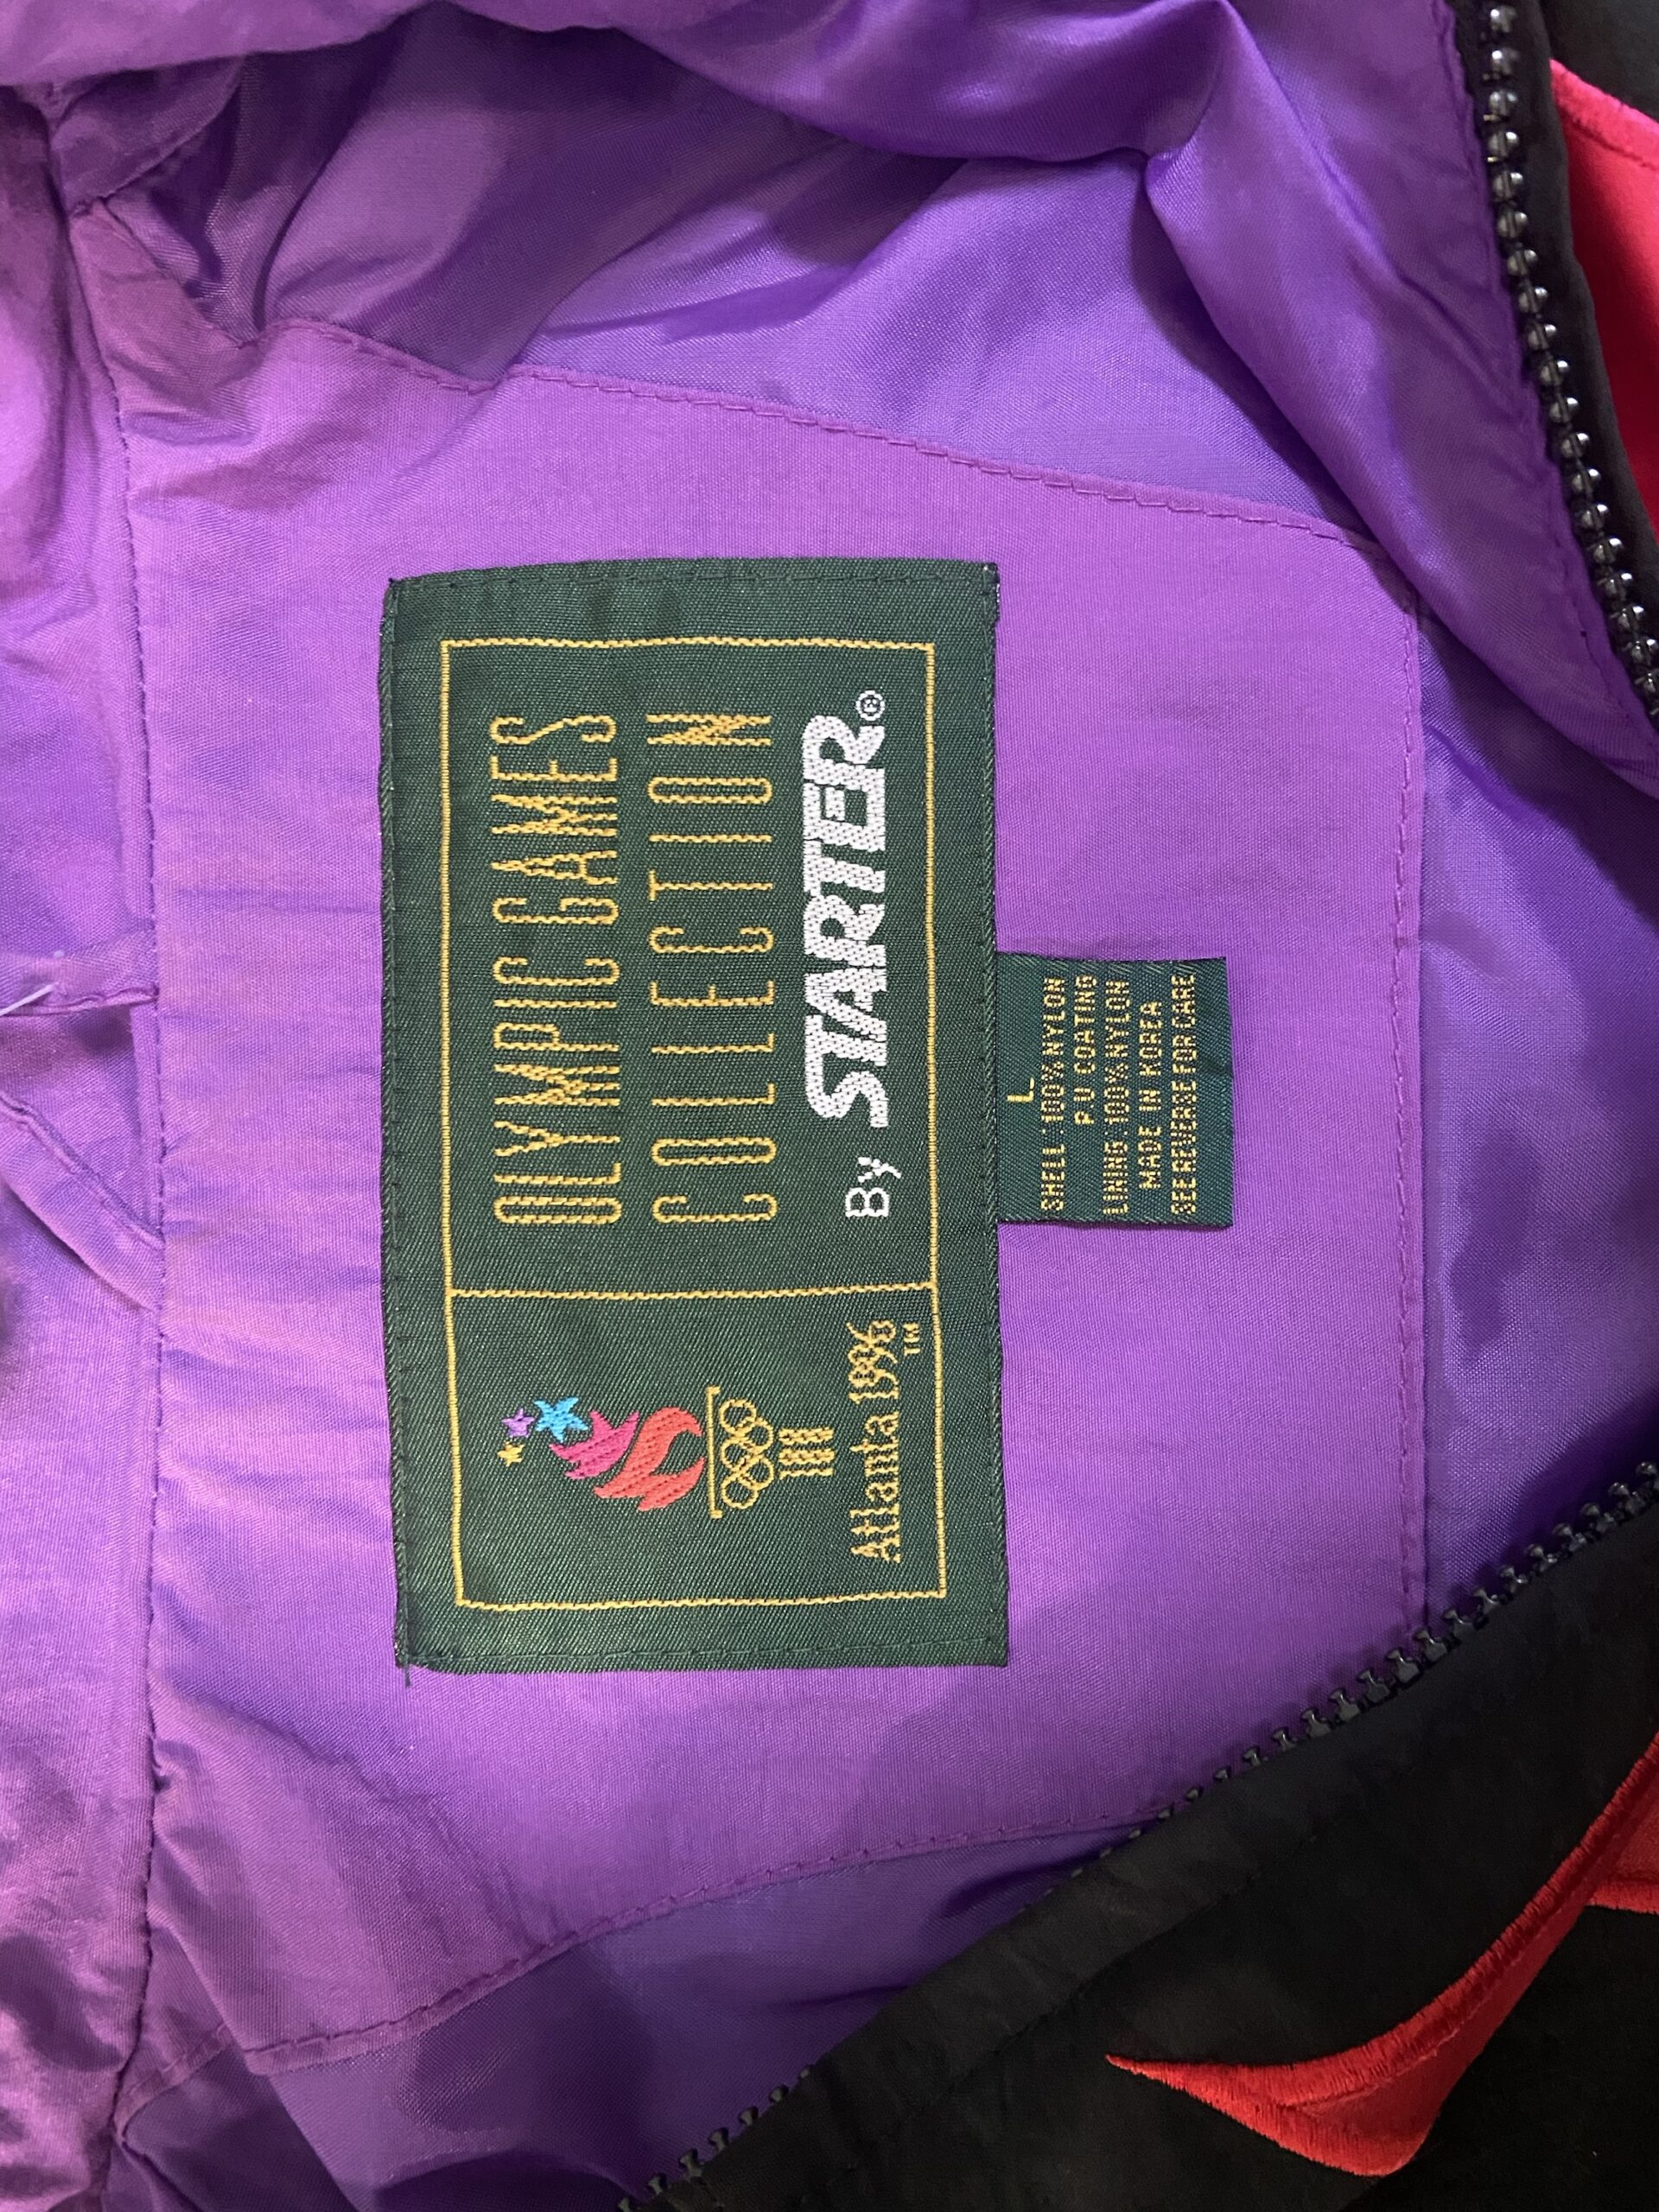 OLYMPIC GAMES
COLLECTION
By STARTER®
100
Atlanta 1996
TM
L
SHELL : 100% NYLON
P.U COATING
LINING : 100% NYLON
MADE IN KOREA
SEE REVERSE FOR CARE